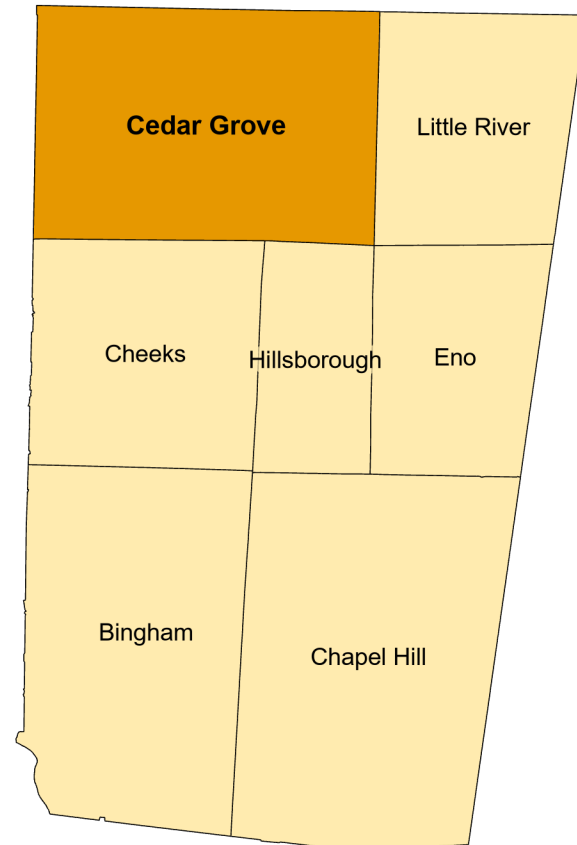 Cedar Grove
Little River
Cheeks
Hillsborough
Eno
Bingham
Chapel Hill